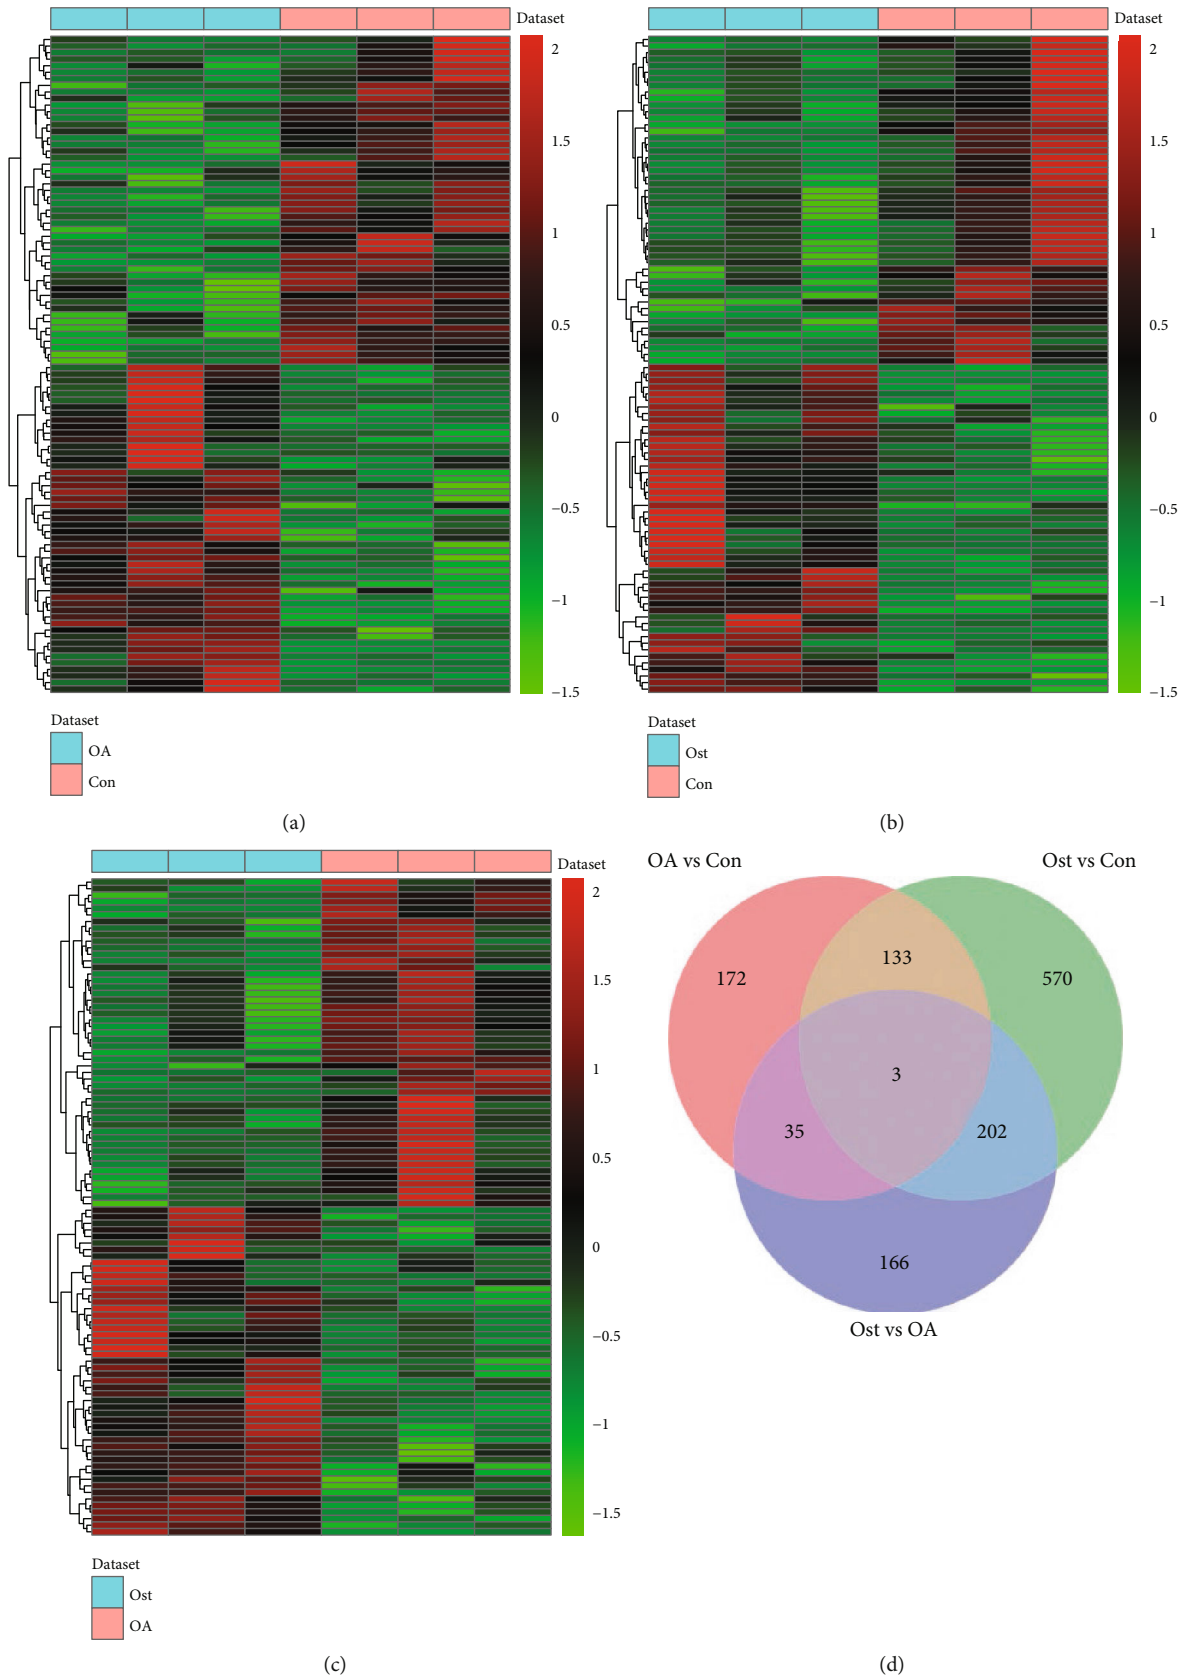 Dataset
2
1.5
1
0.5
0
−0.5
−1
−1.5
Dataset
OA
Con
(a)
Dataset
2
1.5
1
0.5
0
−0.5
−1
−1.5
Dataset
Ost
Con
(b)
Dataset
2
1.5
1
0.5
0
−0.5
−1
−1.5
Dataset
Ost
OA
(c)
OA vs Con
Ost vs Con
133
172
570
3
35
202
166
Ost vs OA
(d)